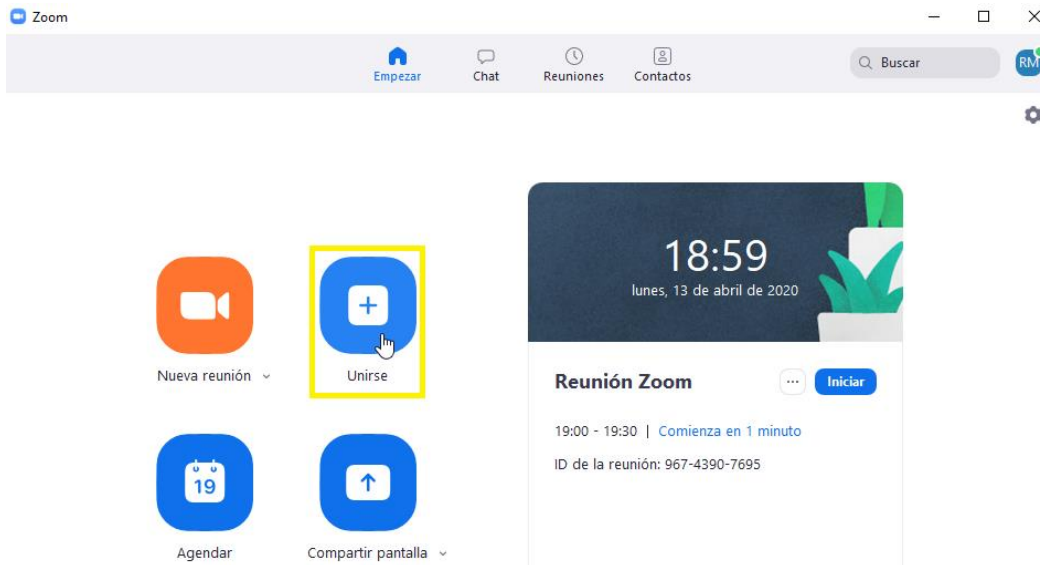 Zoom
Empezar
Chat
Reuniones
Contactos
Buscar
RM
18:59
lunes, 13 de abril de 2020
Nueva reunión
Unirse
Reunión Zoom
Iniciar
19:00 - 19:30 | Comienza en 1 minuto
ID de la reunión: 967-4390-7695
19
Agendar
Compartir pantalla